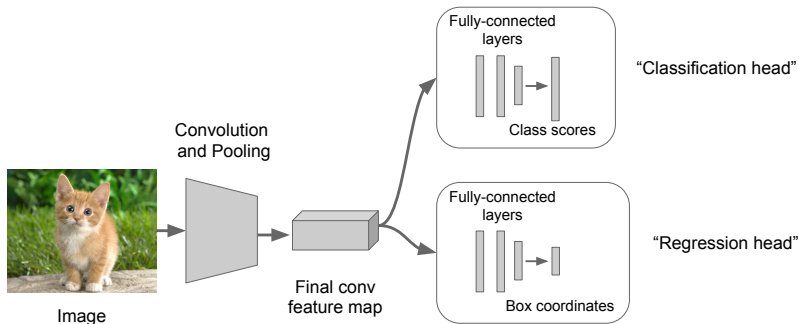 Fully-connected
layers
Class scores
“Classification head”
Convolution
and Pooling
Image
Final conv
feature map
Fully-connected
layers
Box coordinates
“Regression head”